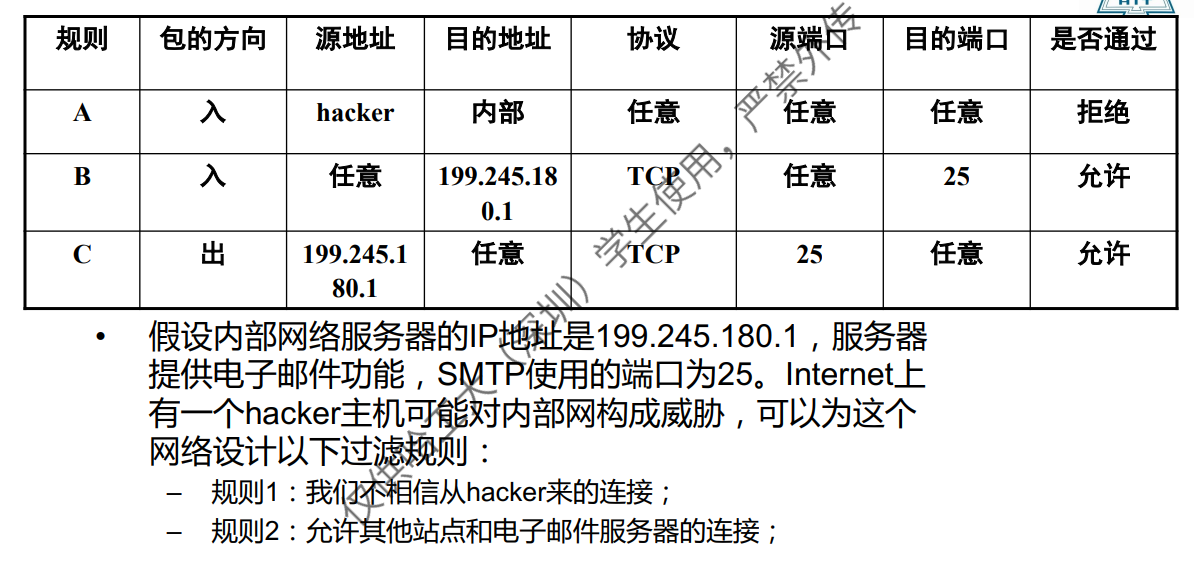 规则 包的方向 源地址 目的地址 协议 源端口 目的端口 是否通过
A 入 hacker 内部 任意 任意 任意 拒绝
B 入 任意 199.245.18 TCP 任意 25 允许
0.1
C 出 199.245.1 任意 TCP 25 任意 允许
80.1
• 假设内部网络服务器的IP地址是199.245.180.1，服务器
提供电子邮件功能，SMTP使用的端口为25。Internet上
有一个hacker主机可能对内部网构成威胁，可以为这个
网络设计以下过滤规则：
– 规则1：我们不相信从hacker来的连接；
– 规则2：允许其他站点和电子邮件服务器的连接；
仅供哈工大（深圳）学生使用，严禁外传